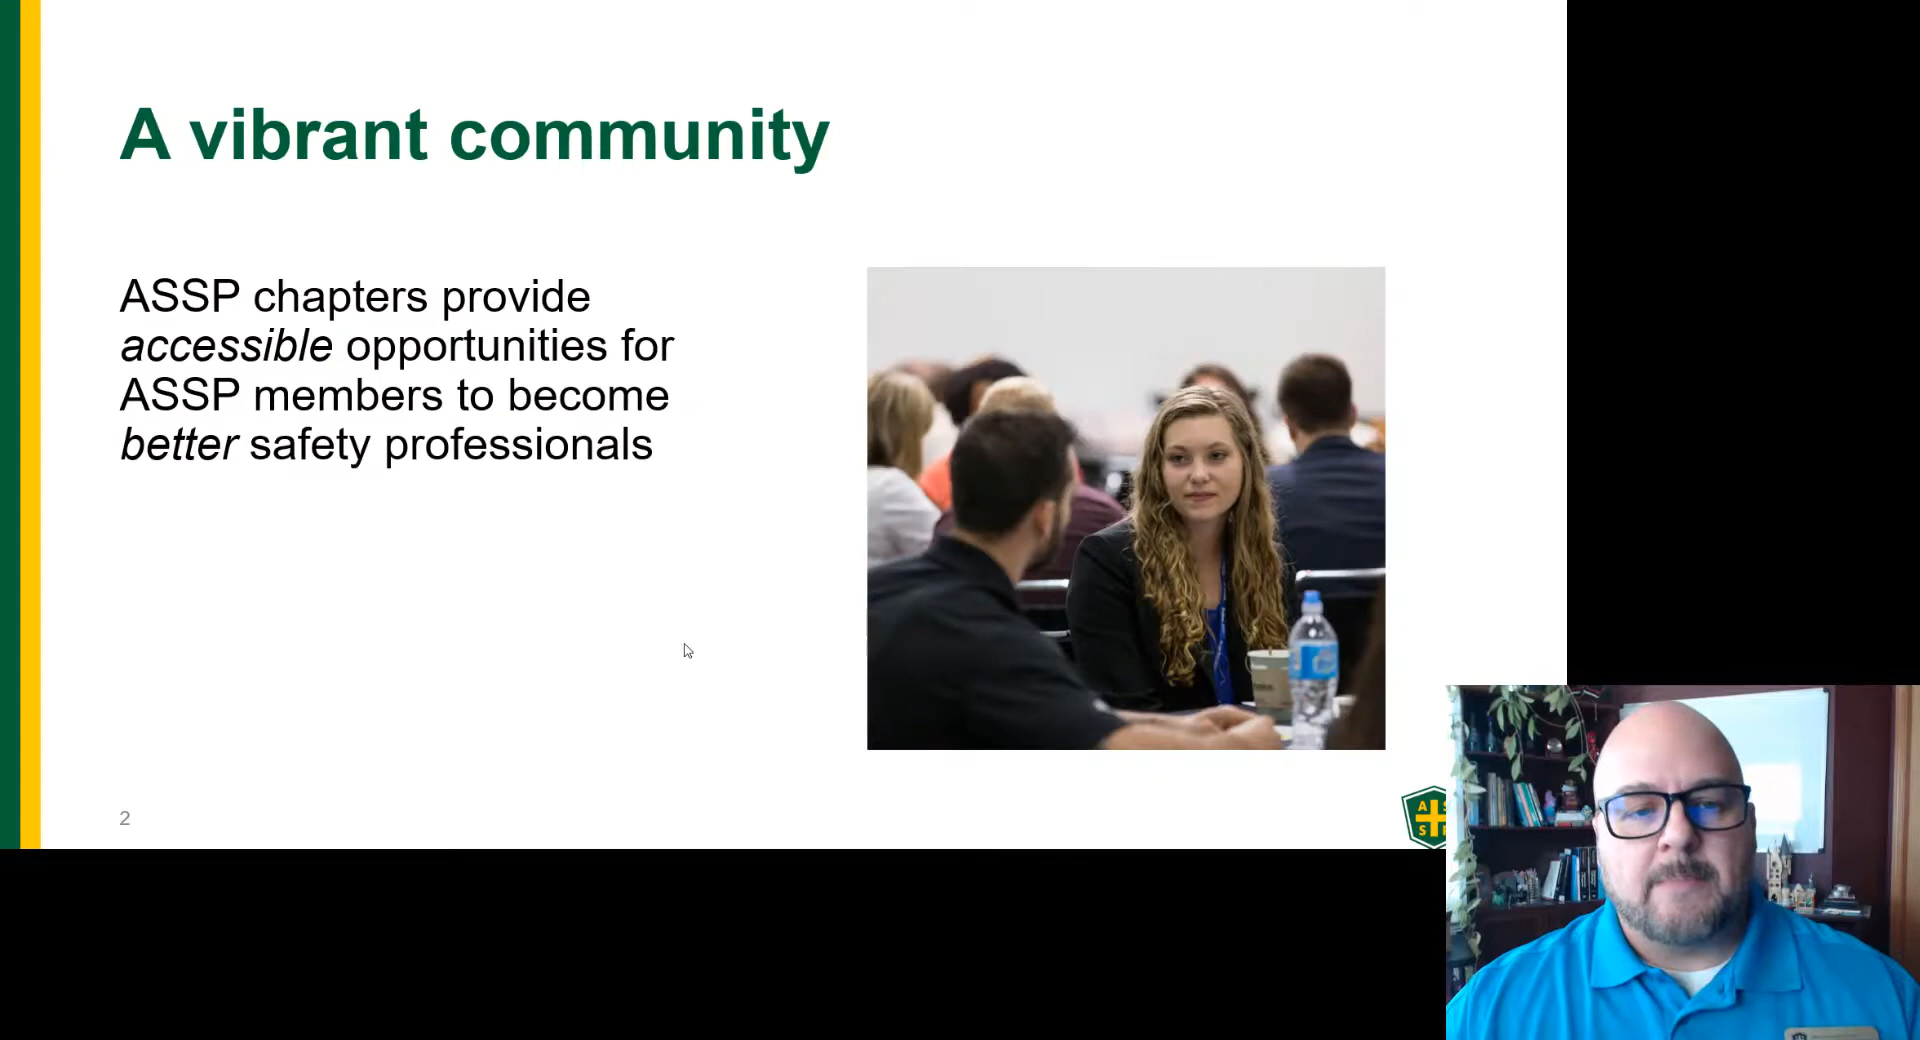 A vibrant community
ASSP chapters provide
accessible opportunities for
ASSP members to become
better safety professionals
2
A S
S P